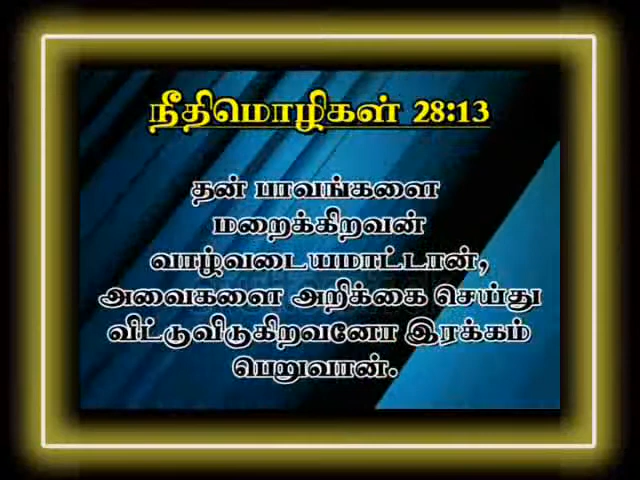 நீதிமொழிகள் 28:13
தன் பாவங்களை
மறைக்கிறவன்
வாழ்வடையமாட்டான்,
அவைகளை அறிக்கை செய்து
விட்டுவிடுகிறவனோ இரக்கம்
பெறுவான்.